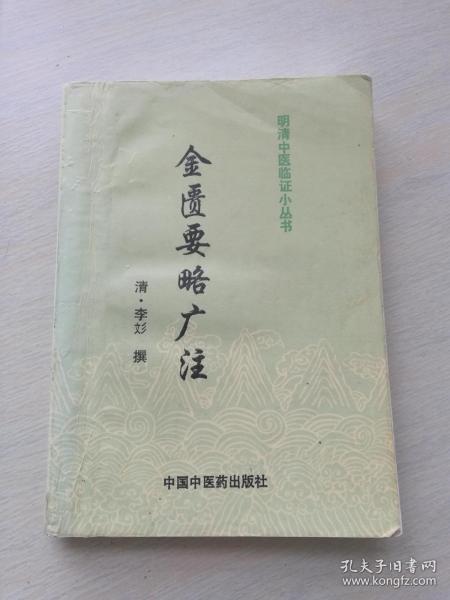 明清中医临证小丛书
金匮要略广注
清·李彣 撰
中国中医药出版社
孔夫子旧书网
www.kongfz.com